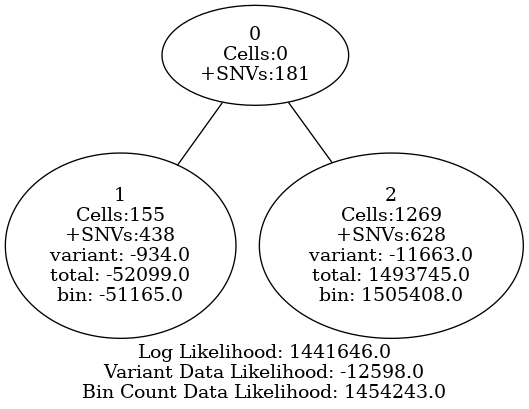 0
Cells:0
+SNVs:181
1
Cells:155
+SNVs:438
variant: -934.0
total: -52099.0
bin: -51165.0
2
Cells:1269
+SNVs:628
variant: -11663.0
total: 1493745.0
bin: 1505408.0
Log Likelihood: 1441646.0
Variant Data Likelihood: -12598.0
Bin Count Data Likelihood: 1454243.0